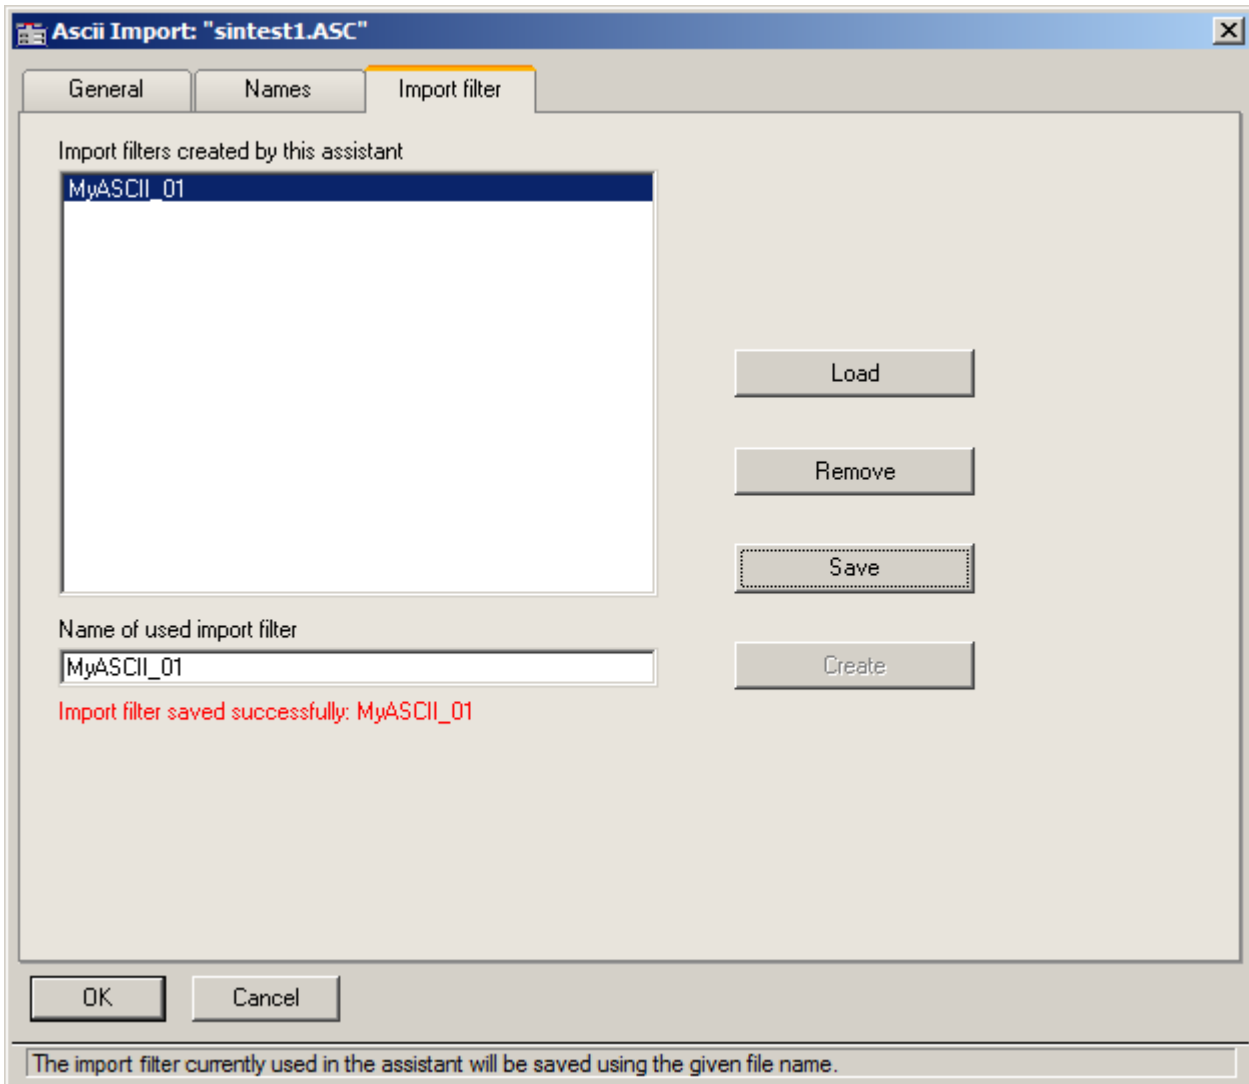 Ascii Import: "sintest1.ASC"
General Names Import filter
Import filters created by this assistant
MyASCII_01
Load
Remove
Save
Name of used import filter
MyASCII_01
Create
Import filter saved successfully: MyASCII_01
OK Cancel
The import filter currently used in the assistant will be saved using the given file name.